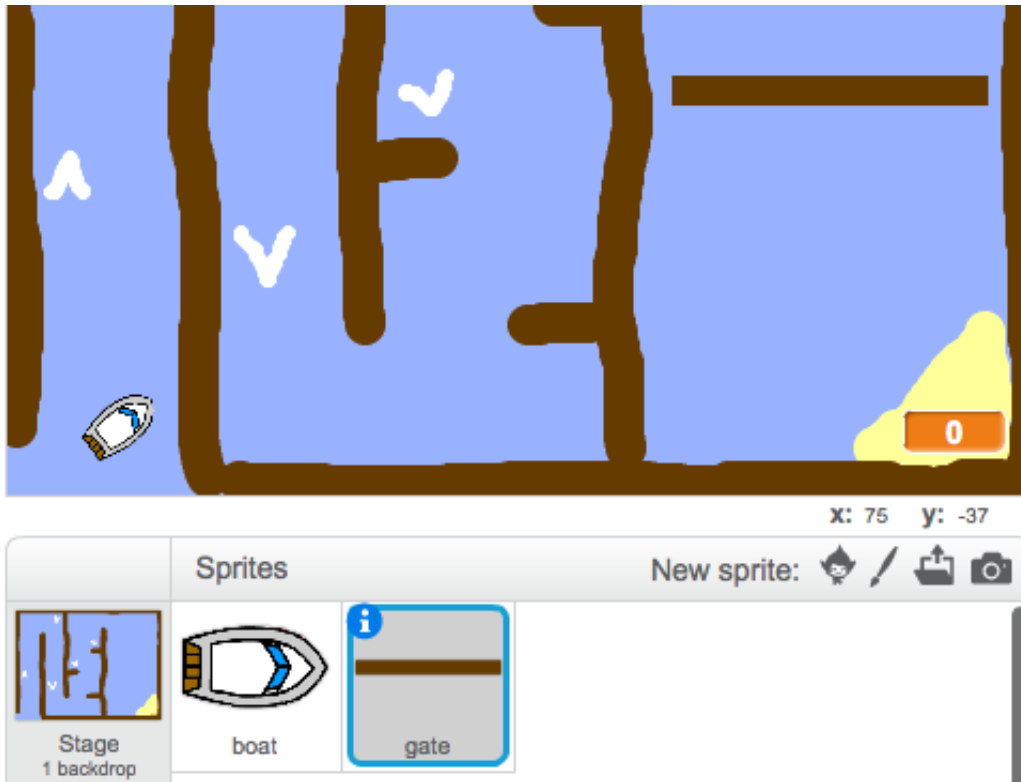 0
x: 75 y: -37
Sprites New sprite:
i
Stage
1 backdrop
boat
gate